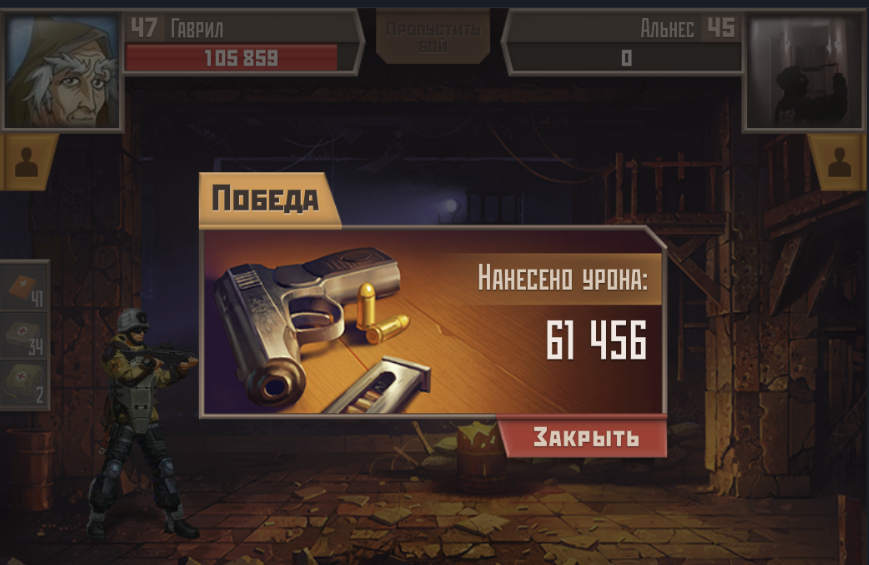 47 Гаврил
Пропустить
бой
Альнес 45
105 859
0
Победа
Нанесено урона:
61 456
41
34
2
Закрыть